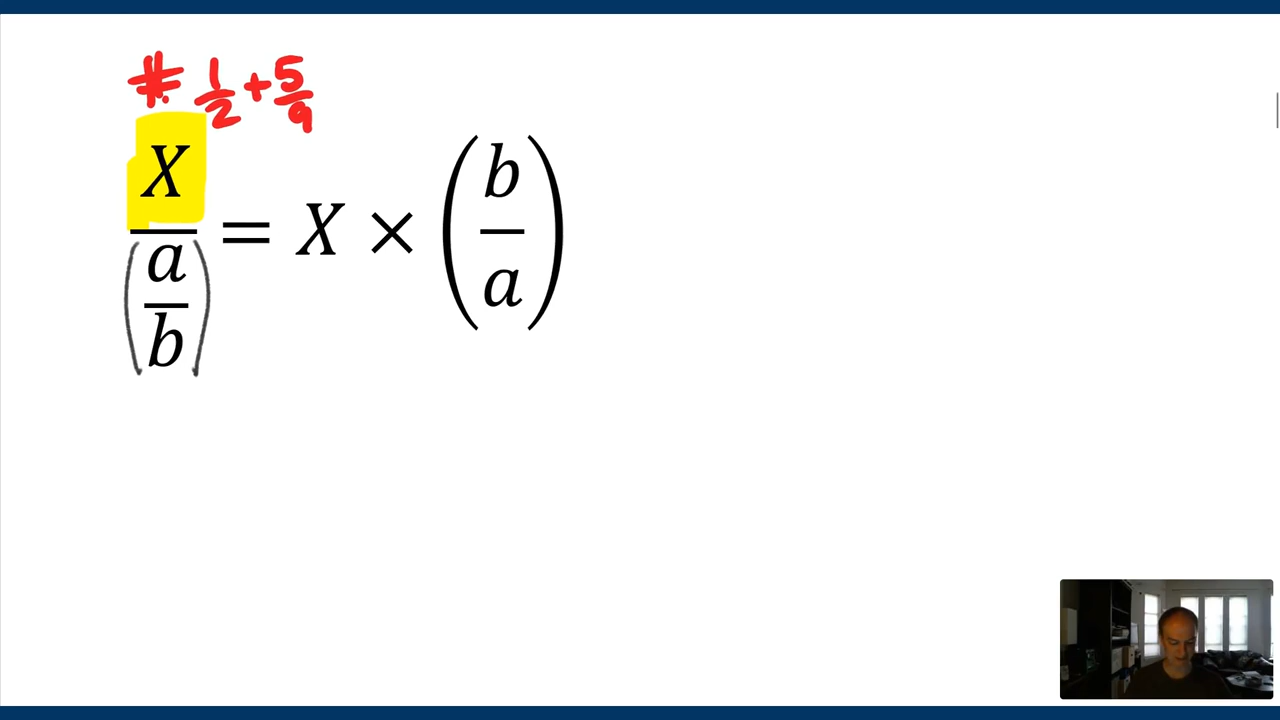 # 1/2 + 5/9
X/(a/b) = X × (b/a)